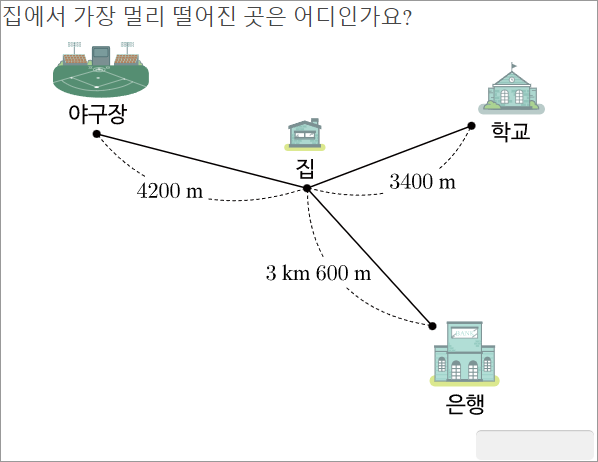 집에서 가장 멀리 떨어진 곳은 어디인가요?
야구장
학교
집
4200 m
3400 m
3 km 600 m
은행